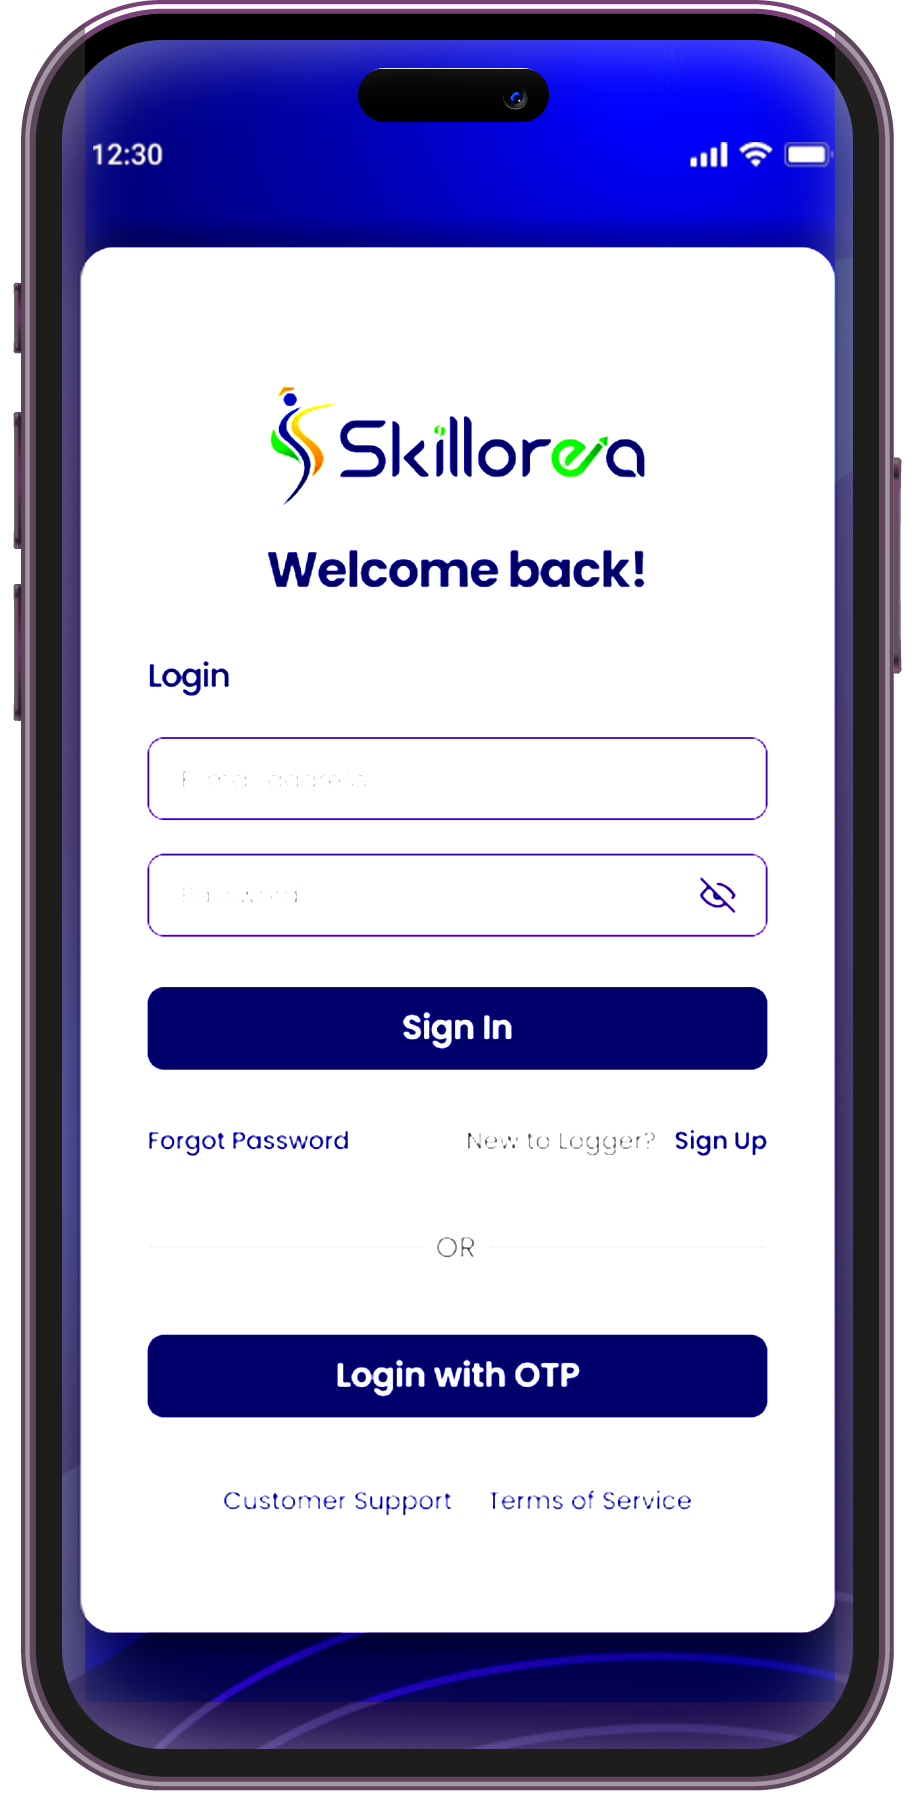 12:30
Skillorea
Welcome back!
Login
E-mail address
Password
Sign In
Forgot Password New to Logger? Sign Up
OR
Login with OTP
Customer Support Terms of Service